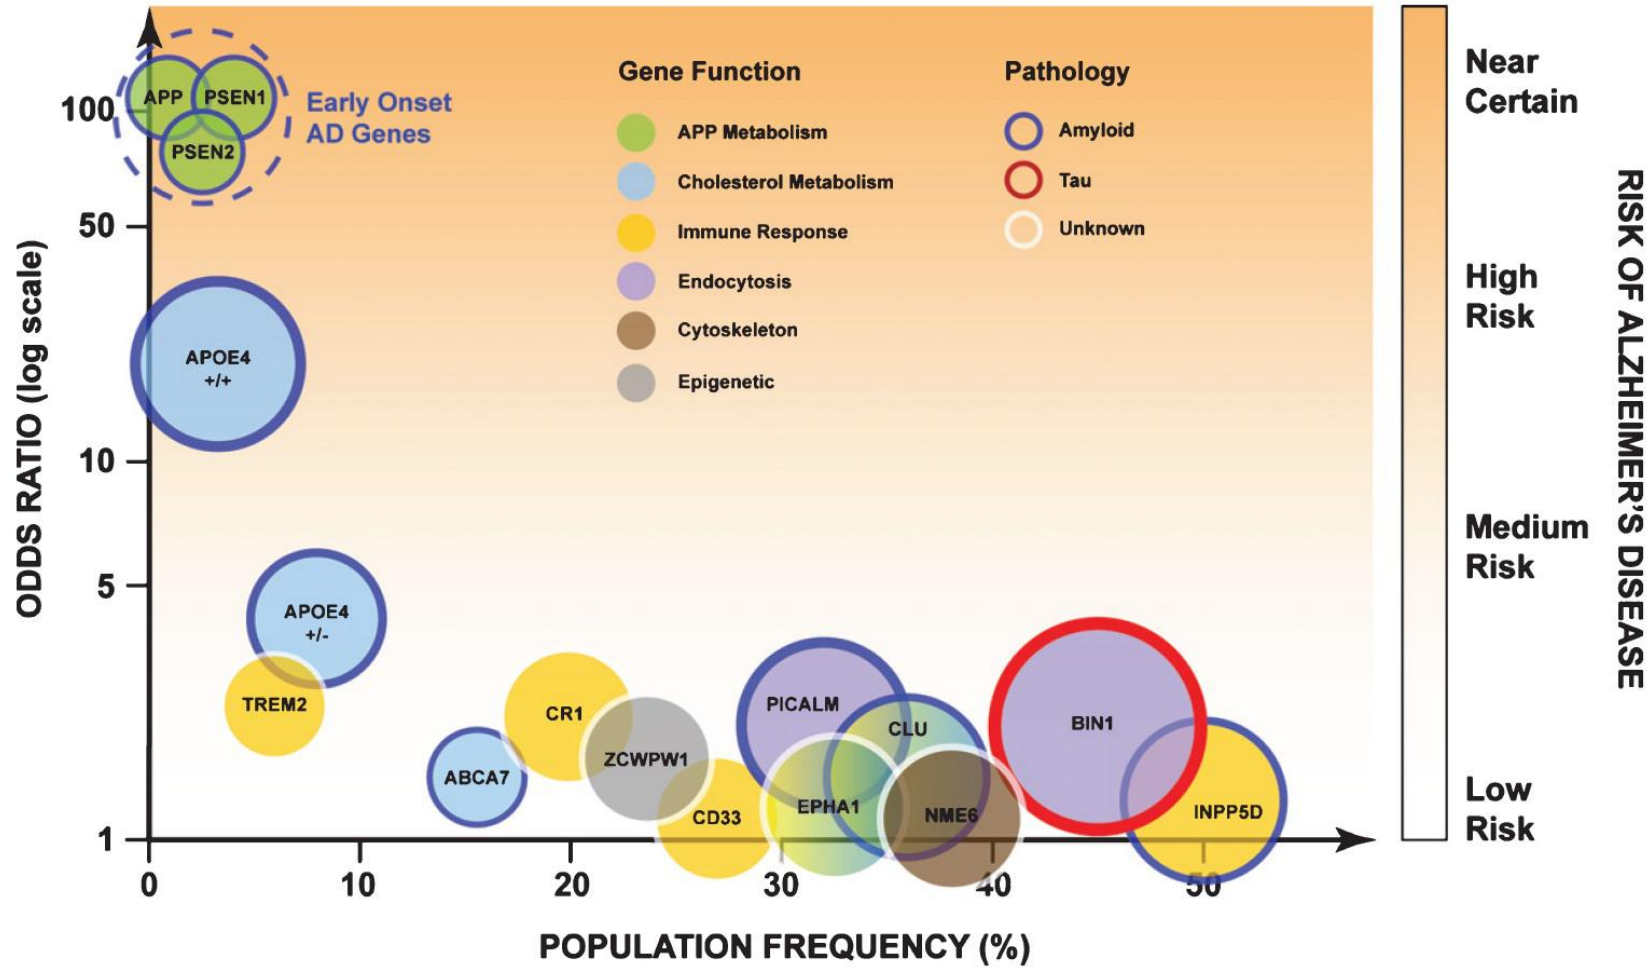 Gene Function
APP Metabolism
Cholesterol Metabolism
Immune Response
Endocytosis
Cytoskeleton
Epigenetic
Pathology
Amyloid
Tau
Unknown
Early Onset
AD Genes
APP
PSEN1
PSEN2
APOE4
+/+
APOE4
+/-
TREM2
ABCA7
CR1
ZCWPW1
CD33
PICALM
CLU
EPHA1
NME6
BIN1
INPP5D
ODDS RATIO (log scale)
100
50
10
5
1
0
10
20
30
40
50
POPULATION FREQUENCY (%)
Near
Certain
High
Risk
Medium
Risk
Low
Risk
RISK OF ALZHEIMER'S DISEASE